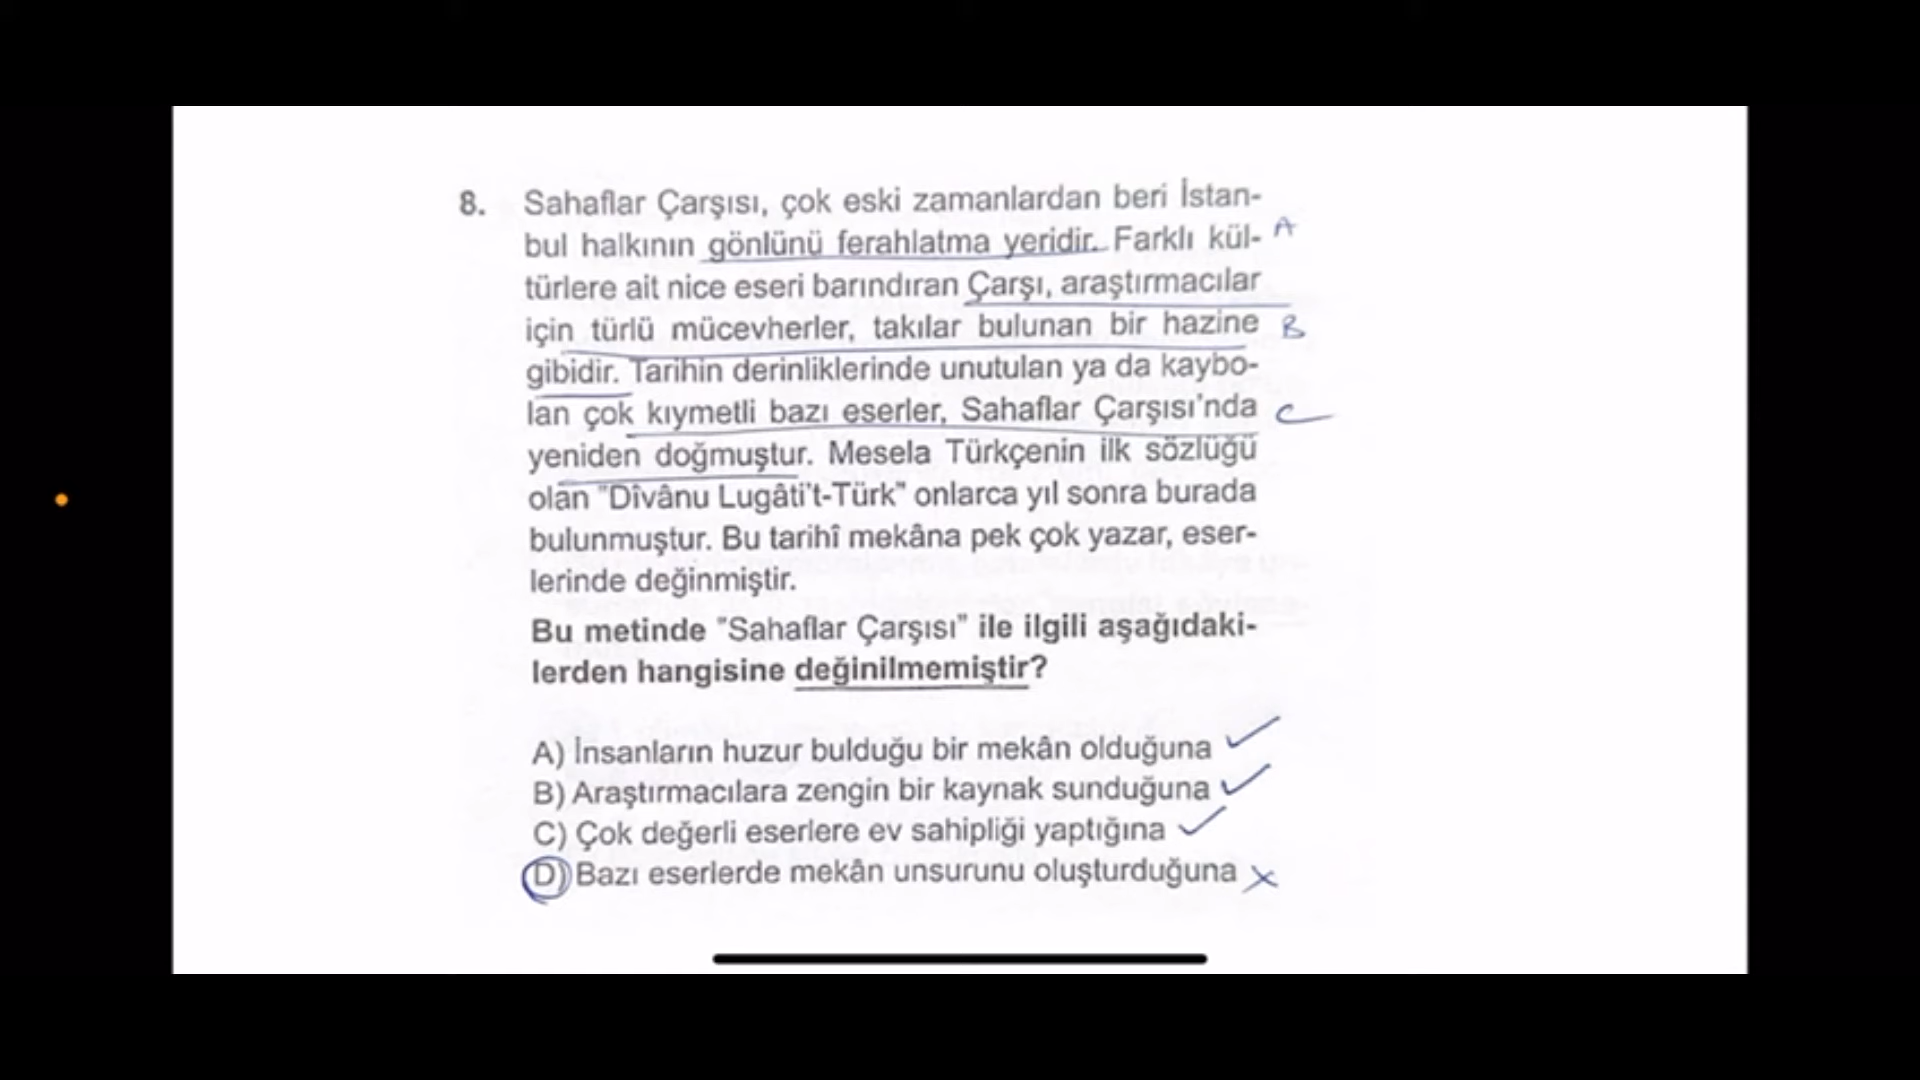 8. Sahaflar Çarşısı, çok eski zamanlardan beri İstan-
bul halkının gönlünü ferahlatma yeridir. Farklı kül- A
türlere ait nice eseri barındıran Çarşı, araştırmacılar
için türlü mücevherler, takılar bulunan bir hazine B
gibidir. Tarihin derinliklerinde unutulan ya da kaybo-
lan çok kıymetli bazı eserler, Sahaflar Çarşısı'nda C
yeniden doğmuştur. Mesela Türkçenin ilk sözlüğü
olan "Dîvânu Lugâti't-Türk" onlarca yıl sonra burada
bulunmuştur. Bu tarihî mekâna pek çok yazar, eser-
lerinde değinmiştir.
Bu metinde "Sahaflar Çarşısı" ile ilgili aşağıdaki-
lerden hangisine değinilmemiştir?
A) İnsanların huzur bulduğu bir mekân olduğuna
B) Araştırmacılara zengin bir kaynak sunduğuna
C) Çok değerli eserlere ev sahipliği yaptığına
D) Bazı eserlerde mekân unsurunu oluşturduğuna